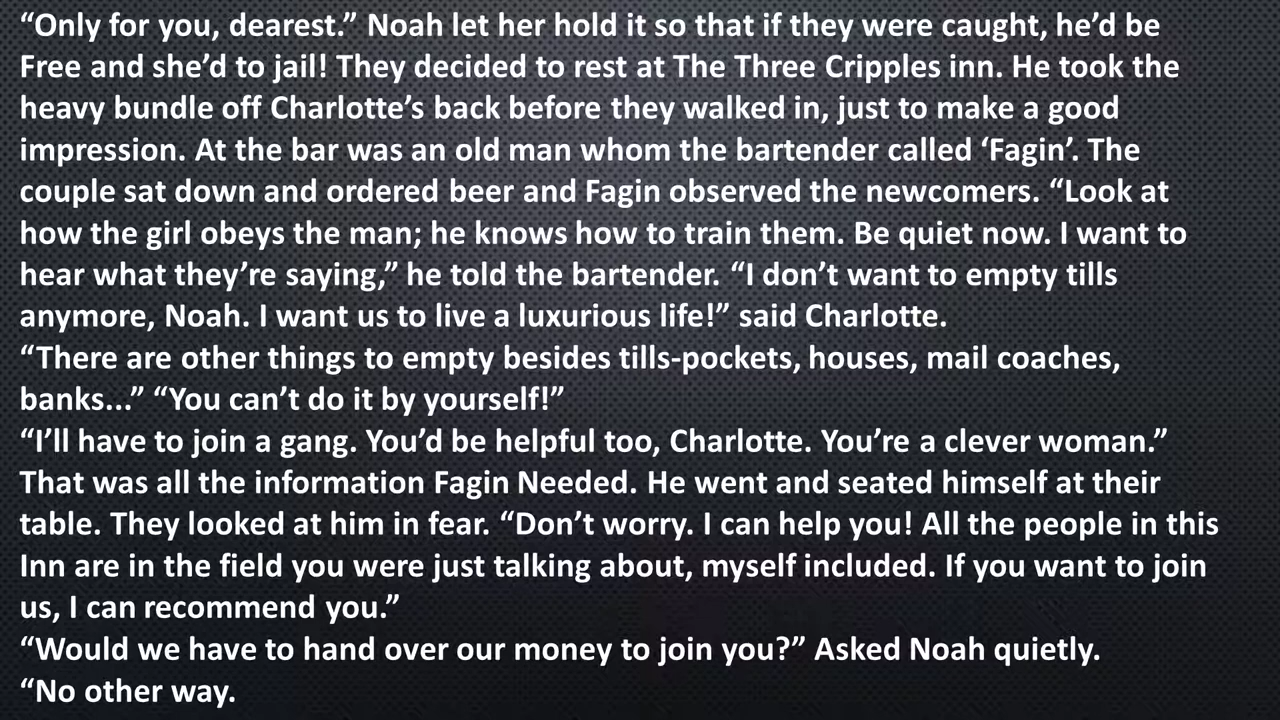 “Only for you, dearest.” Noah let her hold it so that if they were caught, he’d be
Free and she’d to jail! They decided to rest at The Three Cripples inn. He took the
heavy bundle off Charlotte’s back before they walked in, just to make a good
impression. At the bar was an old man whom the bartender called ‘Fagin’. The
couple sat down and ordered beer and Fagin observed the newcomers. “Look at
how the girl obeys the man; he knows how to train them. Be quiet now. I want to
hear what they’re saying,” he told the bartender. “I don’t want to empty tills
anymore, Noah. I want us to live a luxurious life!” said Charlotte.
“There are other things to empty besides tills-pockets, houses, mail coaches,
banks...” “You can’t do it by yourself!”
“I’ll have to join a gang. You’d be helpful too, Charlotte. You’re a clever woman.”
That was all the information Fagin Needed. He went and seated himself at their
table. They looked at him in fear. “Don’t worry. I can help you! All the people in this
Inn are in the field you were just talking about, myself included. If you want to join
us, I can recommend you.”
“Would we have to hand over our money to join you?” Asked Noah quietly.
“No other way.